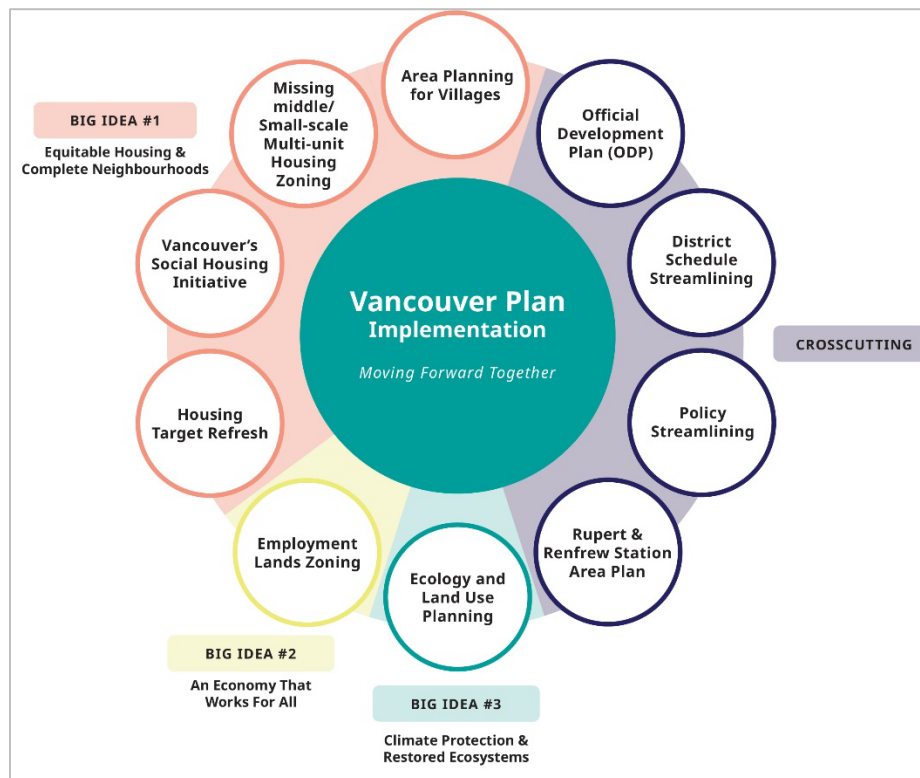 Area Planning
for Villages
Missing
middle/
Small-scale
Multi-unit
Housing
Zoning
Official
Development
Plan (ODP)
BIG IDEA #1
Equitable Housing &
Complete Neighbourhoods
Vancouver's
Social Housing
Initiative
District
Schedule
Streamlining
Vancouver Plan
Implementation
Moving Forward Together
CROSSCUTTING
Housing
Target Refresh
Policy
Streamlining
Employment
Lands Zoning
Ecology and
Land Use
Planning
Rupert &
Renfrew Station
Area Plan
BIG IDEA #2
An Economy That
Works For All
BIG IDEA #3
Climate Protection &
Restored Ecosystems